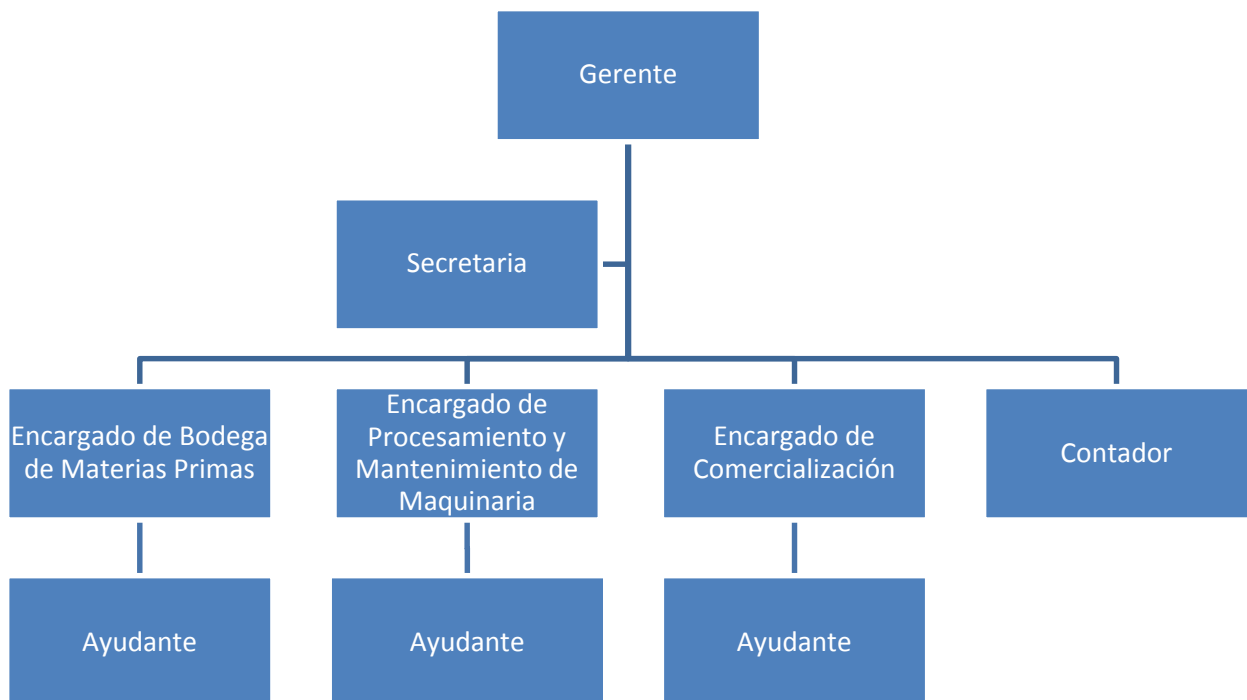 Gerente
Secretaria
Encargado de Bodega
de Materias Primas
Encargado de
Procesamiento y
Mantenimiento de
Maquinaria
Encargado de
Comercialización
Contador
Ayudante
Ayudante
Ayudante